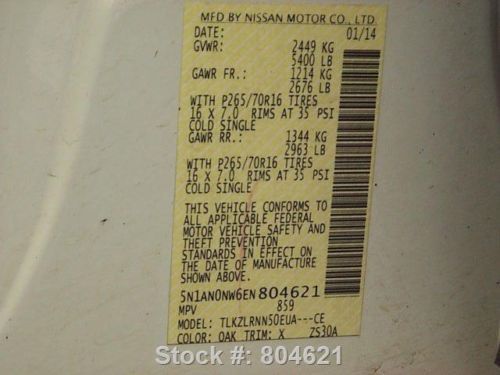 MFD BY NISSAN MOTOR CO., LTD.
DATE: 01/14
GVWR: 2449 KG
5400 LB
GAWR FR.: 1214 KG
2676 LB
WITH P265/70R16 TIRES
16 X 7.0 RIMS AT 35 PSI
COLD SINGLE
GAWR RR.: 1344 KG
2963 LB
WITH P265/70R16 TIRES
16 X 7.0 RIMS AT 35 PSI
COLD SINGLE
THIS VEHICLE CONFORMS TO
ALL APPLICABLE FEDERAL
MOTOR VEHICLE SAFETY AND
THEFT PREVENTION
STANDARDS IN EFFECT ON
THE DATE OF MANUFACTURE
SHOWN ABOVE.
5N1AN0NW6EN804621
MPV 859
MODEL: TLKZLRNN50EUA---CE
COLOR: OAK TRIM: X ZS30A
Stock #: 804621